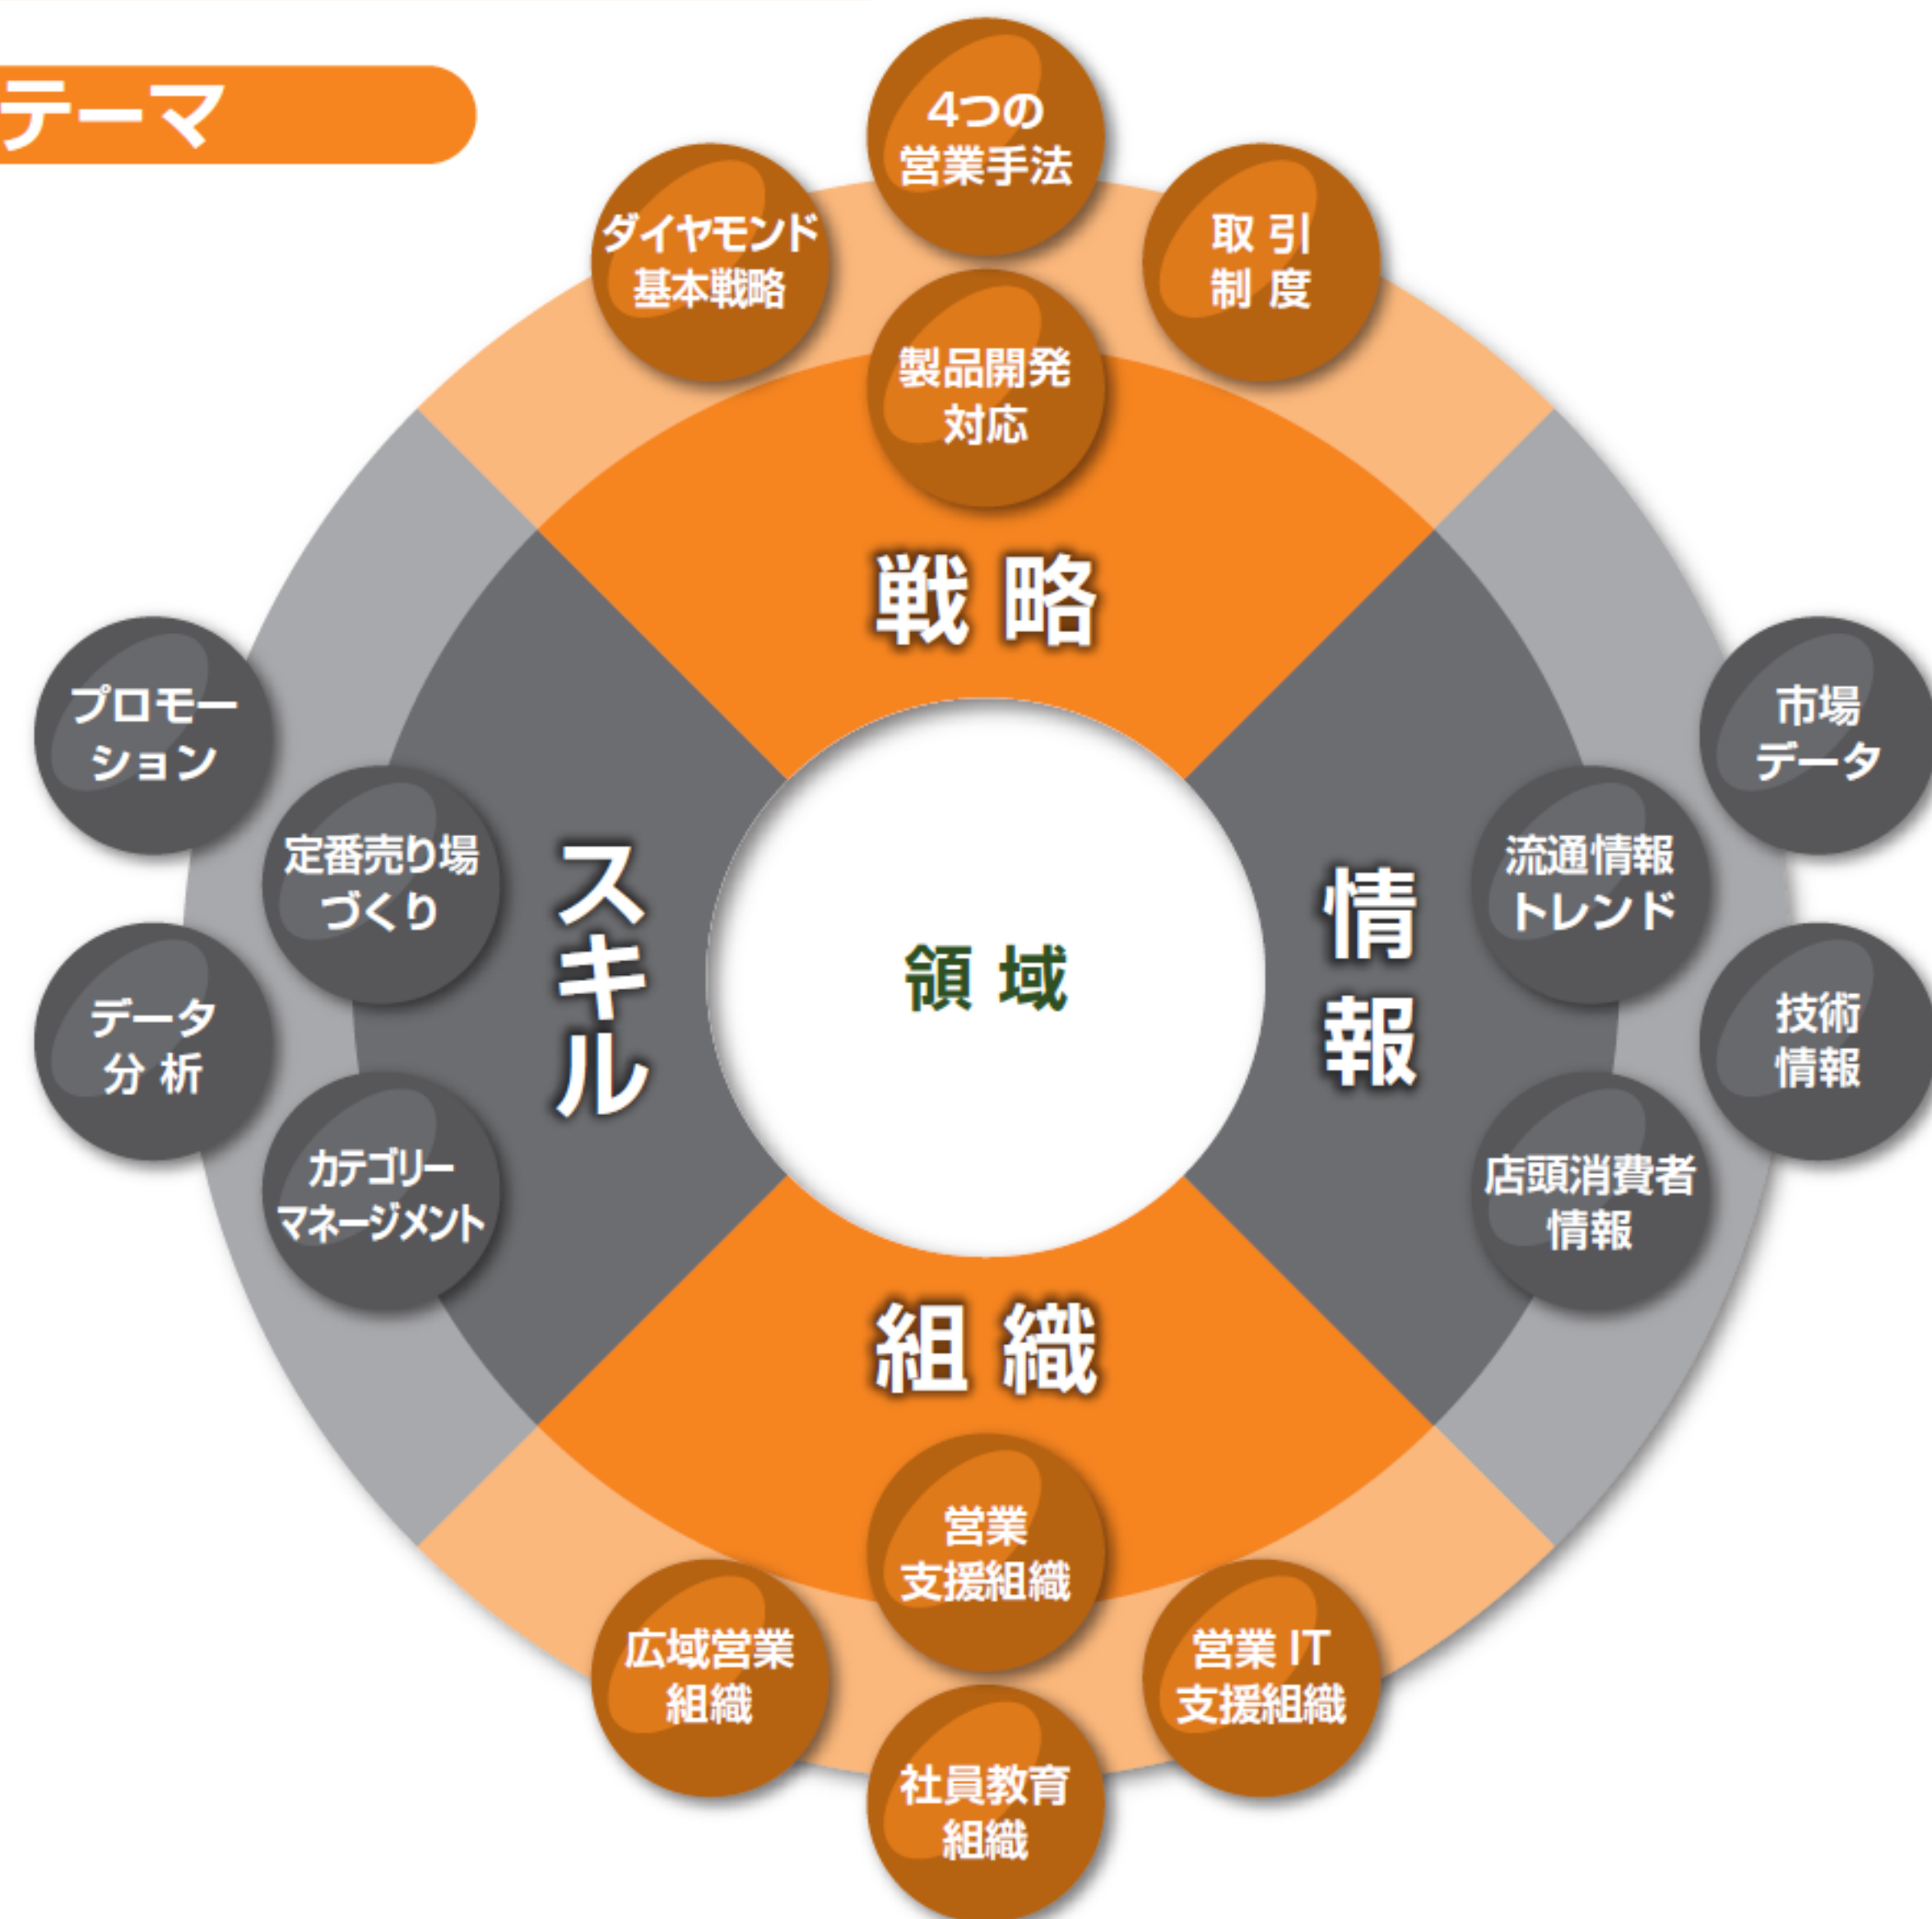 テーマ
4つの
営業手法
ダイヤモンド
基本戦略
取 引
制 度
製品開発
対応
戦 略
プロモー
ション
定番売り場
づくり
データ
分 析
カテゴリー
マネージメント
スキル
領 域
情報
市場
データ
流通情報
トレンド
技術
情報
店頭消費者
情報
組 織
営業
支援組織
広域営業
組織
営業 IT
支援組織
社員教育
組織